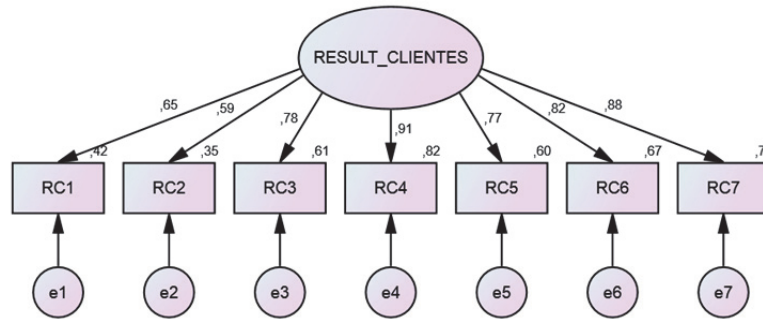 RESULT_CLIENTES
,65 ,59 ,78 ,91 ,77 ,82 ,88
,42 ,35 ,61 ,82 ,60 ,67
RC1 RC2 RC3 RC4 RC5 RC6 RC7
e1 e2 e3 e4 e5 e6 e7